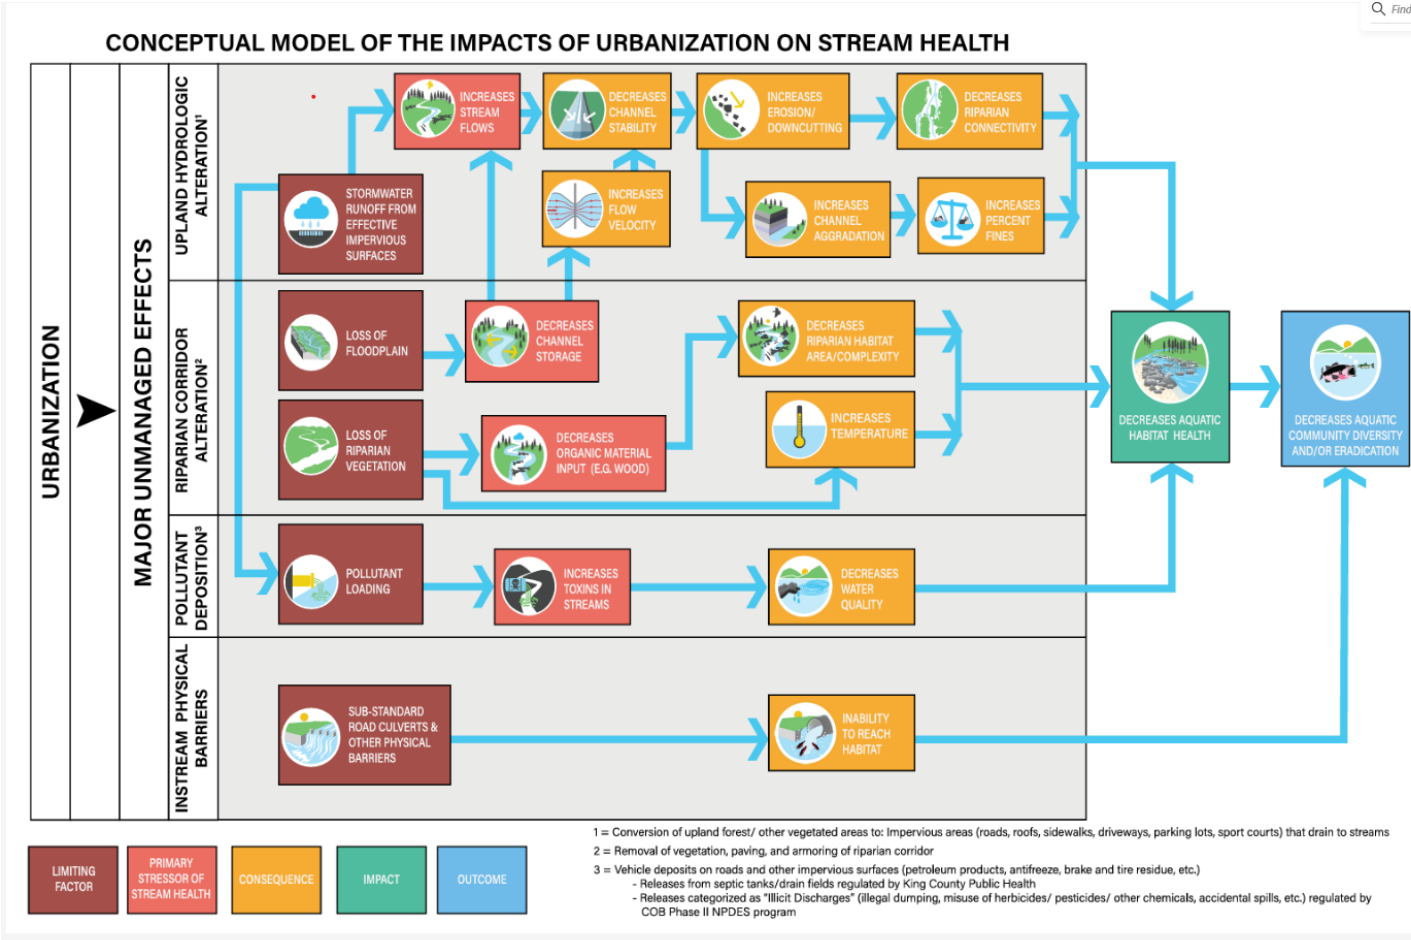 Find
CONCEPTUAL MODEL OF THE IMPACTS OF URBANIZATION ON STREAM HEALTH
URBANIZATION
MAJOR UNMANAGED EFFECTS
UPLAND HYDROLOGIC
ALTERATION¹
STORMWATER
RUNOFF FROM
EFFECTIVE
IMPERVIOUS
SURFACES
INCREASES
STREAM
FLOWS
DECREASES
CHANNEL
STABILITY
INCREASES
EROSION/
DOWNCUTTING
DECREASES
RIPARIAN
CONNECTIVITY
INCREASES
FLOW
VELOCITY
INCREASES
CHANNEL
AGGRADATION
INCREASES
PERCENT
FINES
RIPARIAN CORRIDOR
ALTERATION²
LOSS OF
FLOODPLAIN
DECREASES
CHANNEL
STORAGE
DECREASES
RIPARIAN HABITAT
AREA/COMPLEXITY
LOSS OF
RIPARIAN
VEGETATION
DECREASES
ORGANIC MATERIAL
INPUT (E.G. WOOD)
INCREASES
TEMPERATURE
DECREASES AQUATIC
HABITAT HEALTH
DECREASES AQUATIC
COMMUNITY DIVERSITY
AND/OR ERADICATION
POLLUTANT
DEPOSITION³
POLLUTANT
LOADING
INCREASES
TOXINS IN
STREAMS
DECREASES
WATER
QUALITY
INSTREAM PHYSICAL
BARRIERS
SUB-STANDARD
ROAD CULVERTS &
OTHER PHYSICAL
BARRIERS
INABILITY
TO REACH
HABITAT
LIMITING
FACTOR
PRIMARY
STRESSOR OF
STREAM HEALTH
CONSEQUENCE
IMPACT
OUTCOME
1 = Conversion of upland forest/ other vegetated areas to: Impervious areas (roads, roofs, sidewalks, driveways, parking lots, sport courts) that drain to streams
2 = Removal of vegetation, paving, and armoring of riparian corridor
3 = Vehicle deposits on roads and other impervious surfaces (petroleum products, antifreeze, brake and tire residue, etc.)
- Releases from septic tanks/drain fields regulated by King County Public Health
- Releases categorized as "Illicit Discharges" (illegal dumping, misuse of herbicides/ pesticides/ other chemicals, accidental spills, etc.) regulated by
COB Phase II NPDES program